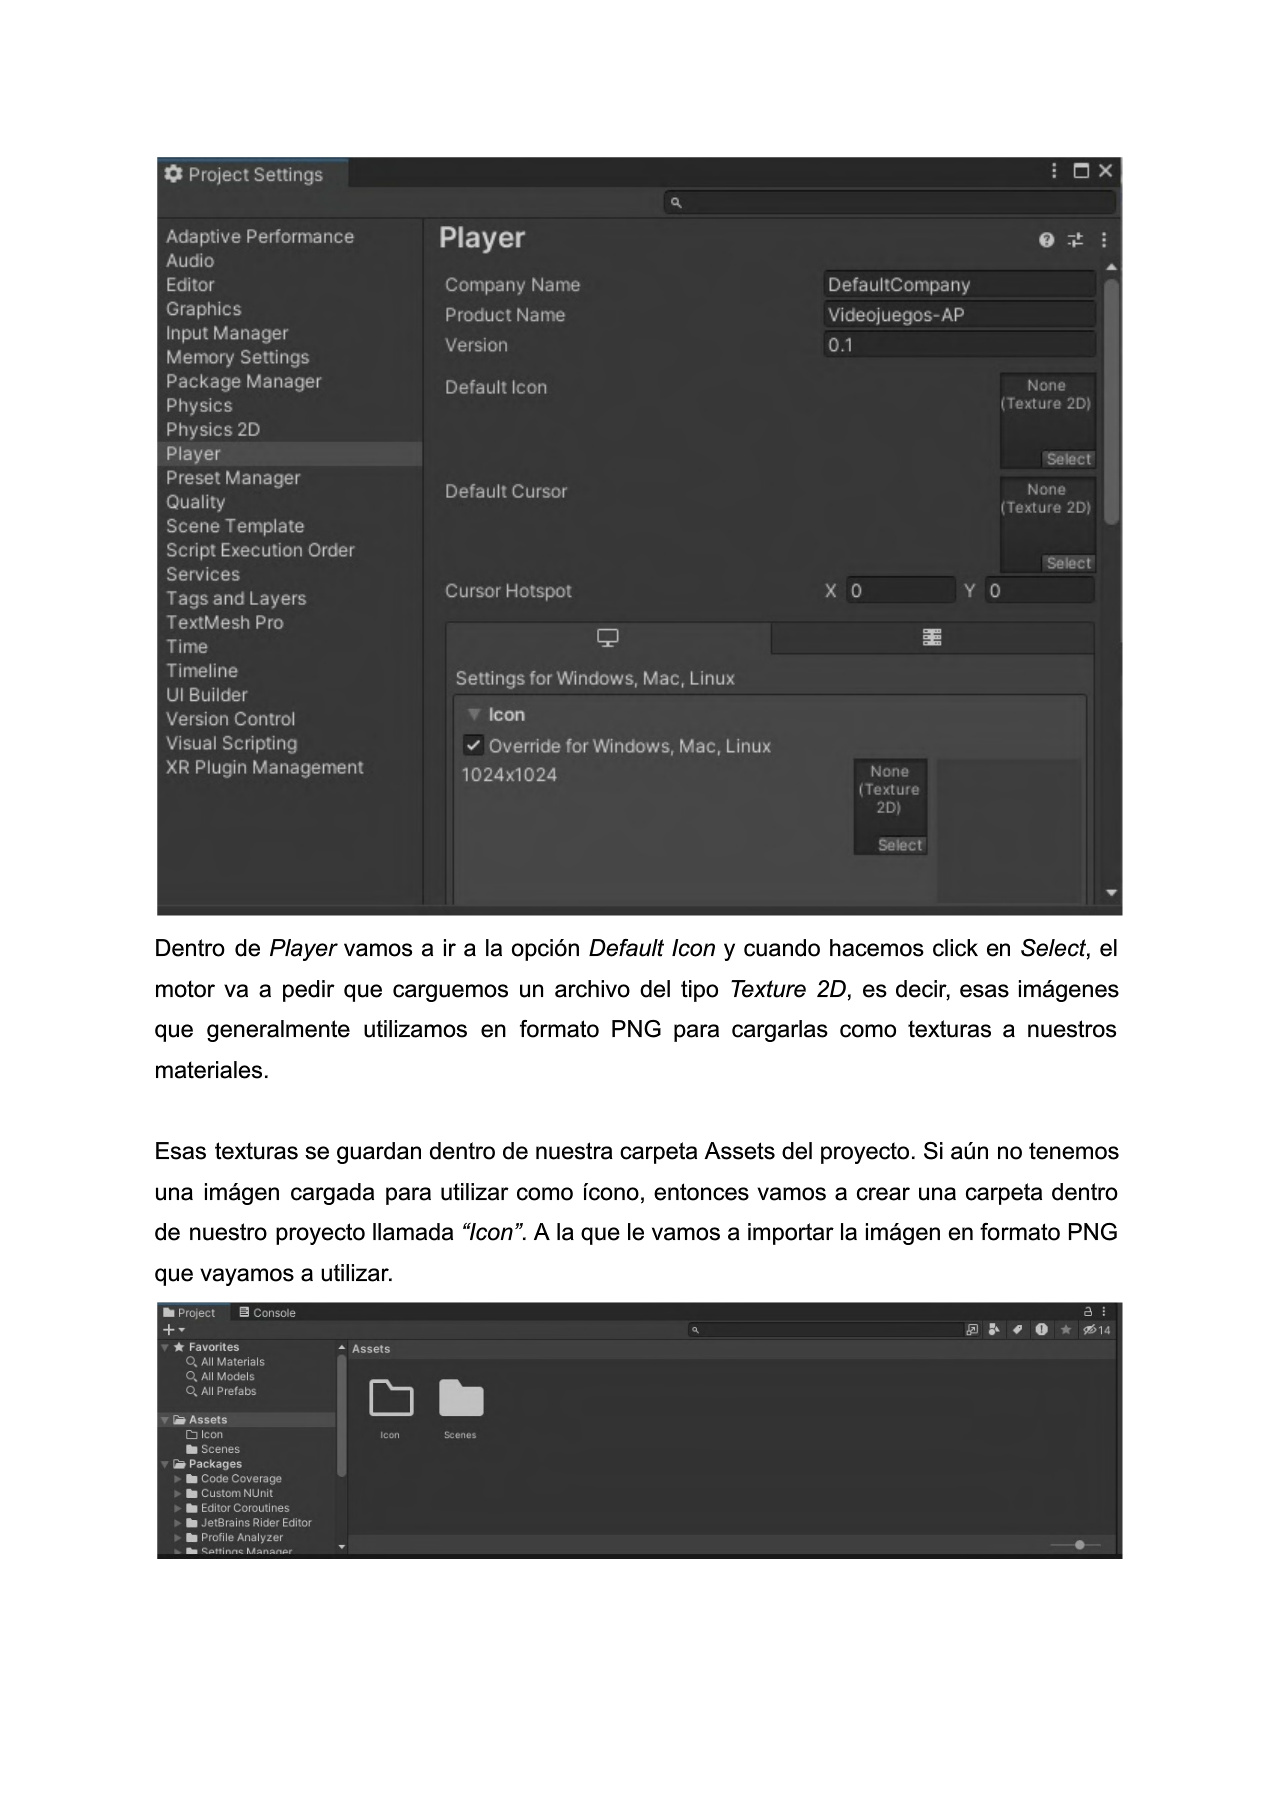 Project Settings
Adaptive Performance
Audio
Editor
Graphics
Input Manager
Memory Settings
Package Manager
Physics
Physics 2D
Player
Preset Manager
Quality
Scene Template
Script Execution Order
Services
Tags and Layers
TextMesh Pro
Time
Timeline
UI Builder
Version Control
Visual Scripting
XR Plugin Management
Player
Company Name DefaultCompany
Product Name Videojuegos-AP
Version 0.1
Default Icon
None
(Texture 2D)
Select
Default Cursor
None
(Texture 2D)
Select
Cursor Hotspot X 0 Y 0
Settings for Windows, Mac, Linux
Icon
Override for Windows, Mac, Linux
1024x1024
None
(Texture
2D)
Select
Dentro de Player vamos a ir a la opción Default Icon y cuando hacemos click en Select, el
motor va a pedir que carguemos un archivo del tipo Texture 2D, es decir, esas imágenes
que generalmente utilizamos en formato PNG para cargarlas como texturas a nuestros
materiales.
Esas texturas se guardan dentro de nuestra carpeta Assets del proyecto. Si aún no tenemos
una imágen cargada para utilizar como ícono, entonces vamos a crear una carpeta dentro
de nuestro proyecto llamada “Icon”. A la que le vamos a importar la imágen en formato PNG
que vayamos a utilizar.
Project Console
14
Favorites
All Materials
All Models
All Prefabs
Assets
Icon
Scenes
Packages
Code Coverage
Custom NUnit
Editor Coroutines
JetBrains Rider Editor
Profile Analyzer
Settings Manager
Assets
Icon Scenes